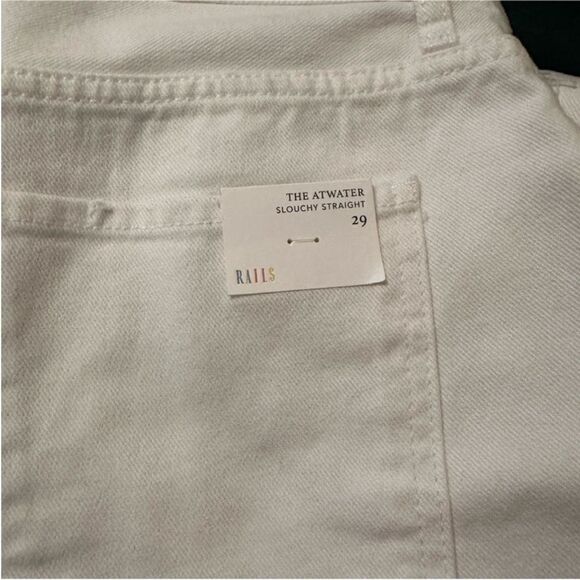 THE ATWATER
SLOUCHY STRAIGHT
29
RAILS